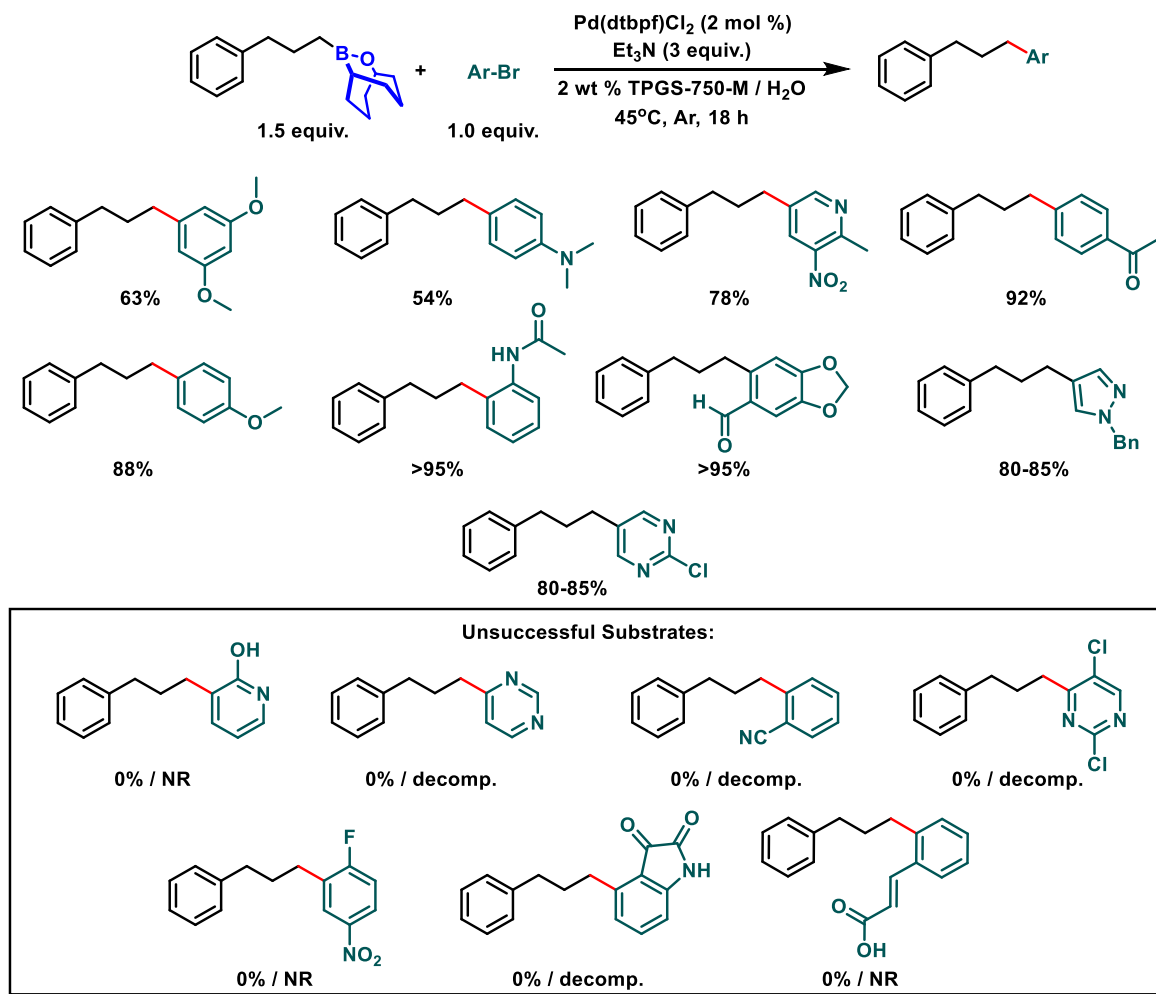 Pd(dtbpf)Cl₂ (2 mol %)
Et₃N (3 equiv.)
B
O
+
Ar-Br
Ar
2 wt % TPGS-750-M / H₂O
45°C, Ar, 18 h
1.5 equiv.
1.0 equiv.
O
O
63%
N
54%
N
NO₂
78%
O
92%
O
88%
O
HN
>95%
O
O
H
O
>95%
N
N
Bn
80-85%
N
N
Cl
80-85%
Unsuccessful Substrates:
OH
N
0% / NR
N
N
0% / decomp.
NC
0% / decomp.
Cl
N
N
Cl
0% / decomp.
F
NO₂
0% / NR
O
O
NH
0% / decomp.
O
OH
0% / NR